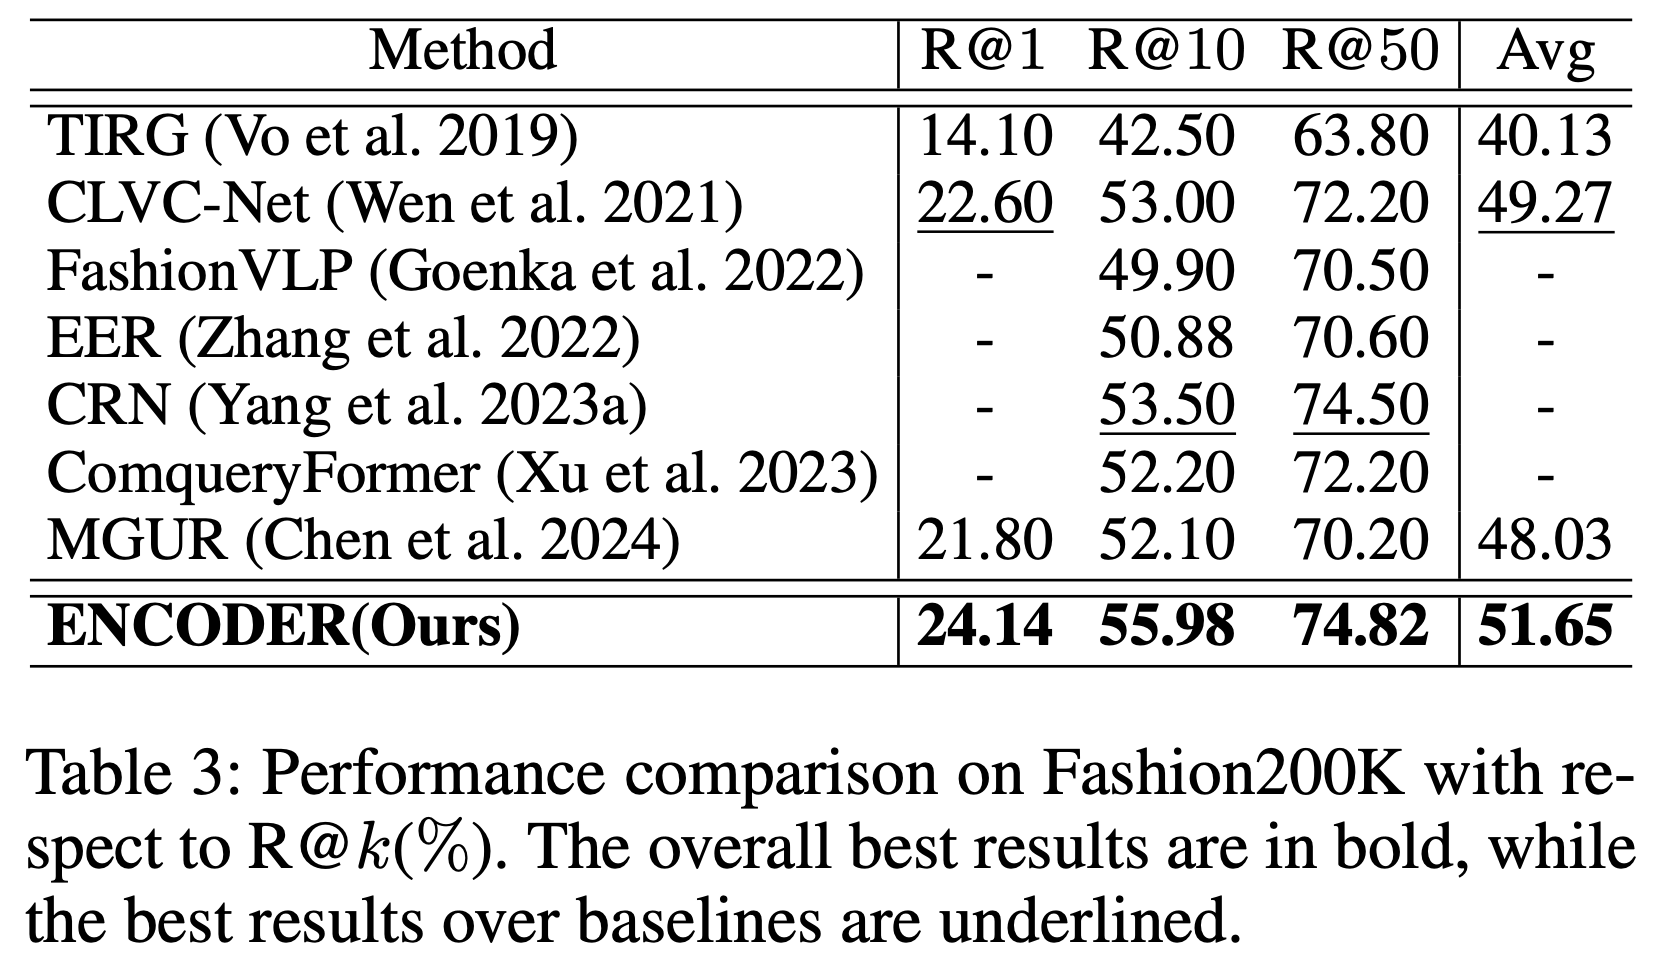 Method R@1 R@10 R@50 Avg
TIRG (Vo et al. 2019) 14.10 42.50 63.80 40.13
CLVC-Net (Wen et al. 2021) 22.60 53.00 72.20 49.27
FashionVLP (Goenka et al. 2022) - 49.90 70.50 -
EER (Zhang et al. 2022) - 50.88 70.60 -
CRN (Yang et al. 2023a) - 53.50 74.50 -
ComqueryFormer (Xu et al. 2023) - 52.20 72.20 -
MGUR (Chen et al. 2024) 21.80 52.10 70.20 48.03
ENCODER(Ours) 24.14 55.98 74.82 51.65
Table 3: Performance comparison on Fashion200K with re-
spect to R@k(%). The overall best results are in bold, while
the best results over baselines are underlined.